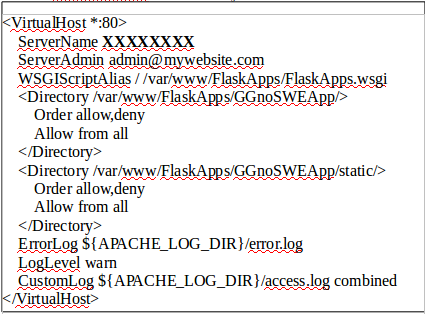 <VirtualHost *:80>
ServerName XXXXXXXX
ServerAdmin admin@mywebsite.com
WSGIScriptAlias / /var/www/FlaskApps/FlaskApps.wsgi
<Directory /var/www/FlaskApps/GGnoSWEApp/>
Order allow,deny
Allow from all
</Directory>
<Directory /var/www/FlaskApps/GGnoSWEApp/static/>
Order allow,deny
Allow from all
</Directory>
ErrorLog ${APACHE_LOG_DIR}/error.log
LogLevel warn
CustomLog ${APACHE_LOG_DIR}/access.log combined
</VirtualHost>